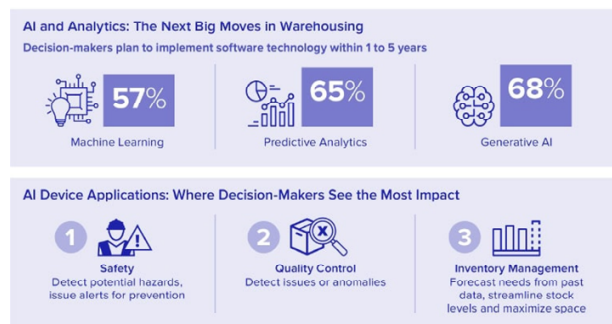 AI and Analytics: The Next Big Moves in Warehousing
Decision-makers plan to implement software technology within 1 to 5 years
57%
65%
68%
Machine Learning
Predictive Analytics
Generative AI
AI Device Applications: Where Decision-Makers See the Most Impact
1
Safety
Detect potential hazards,
issue alerts for prevention
2
Quality Control
Detect issues or anomalies
3
Inventory Management
Forecast needs from past
data, streamline stock
levels and maximize space